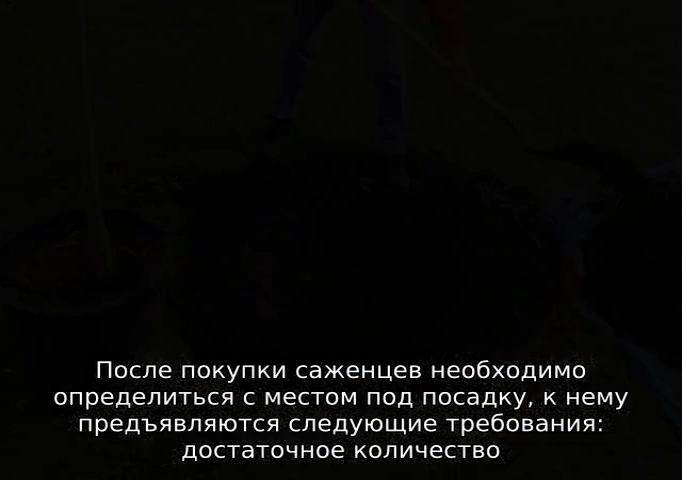 После покупки саженцев необходимо
определиться с местом под посадку, к нему
предъявляются следующие требования:
достаточное количество